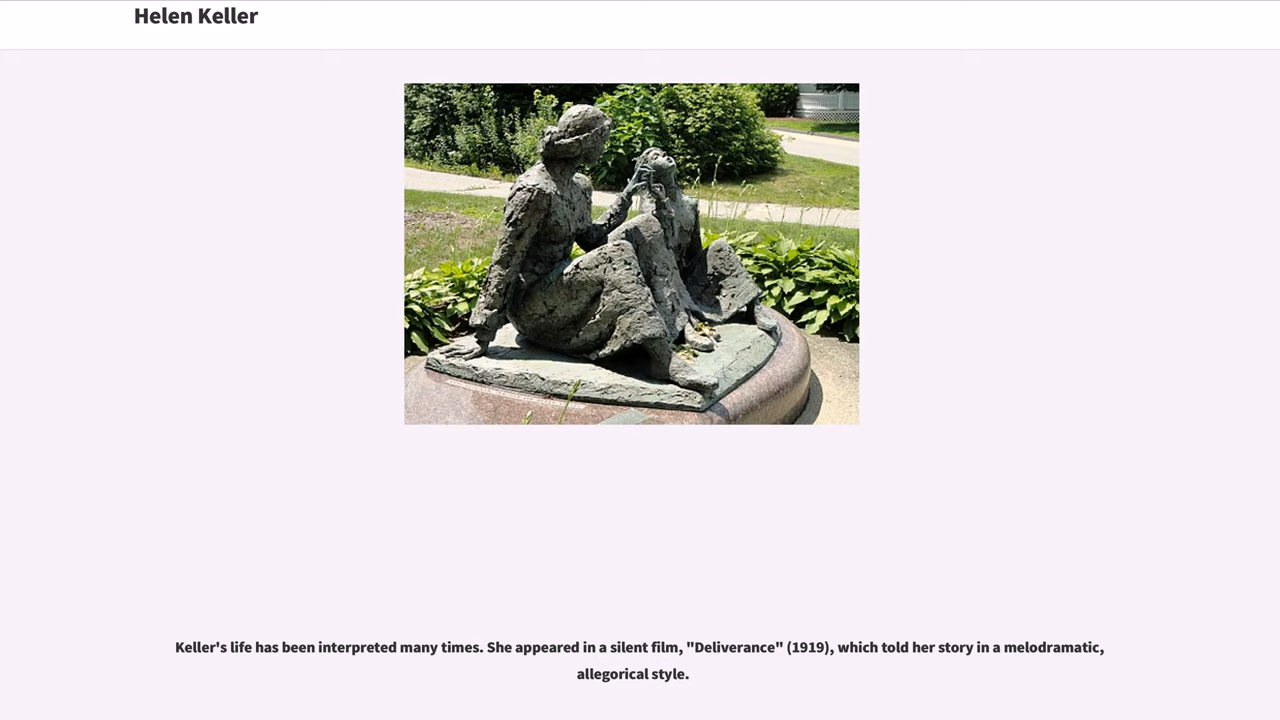 Helen Keller
Keller's life has been interpreted many times. She appeared in a silent film, "Deliverance" (1919), which told her story in a melodramatic,
allegorical style.